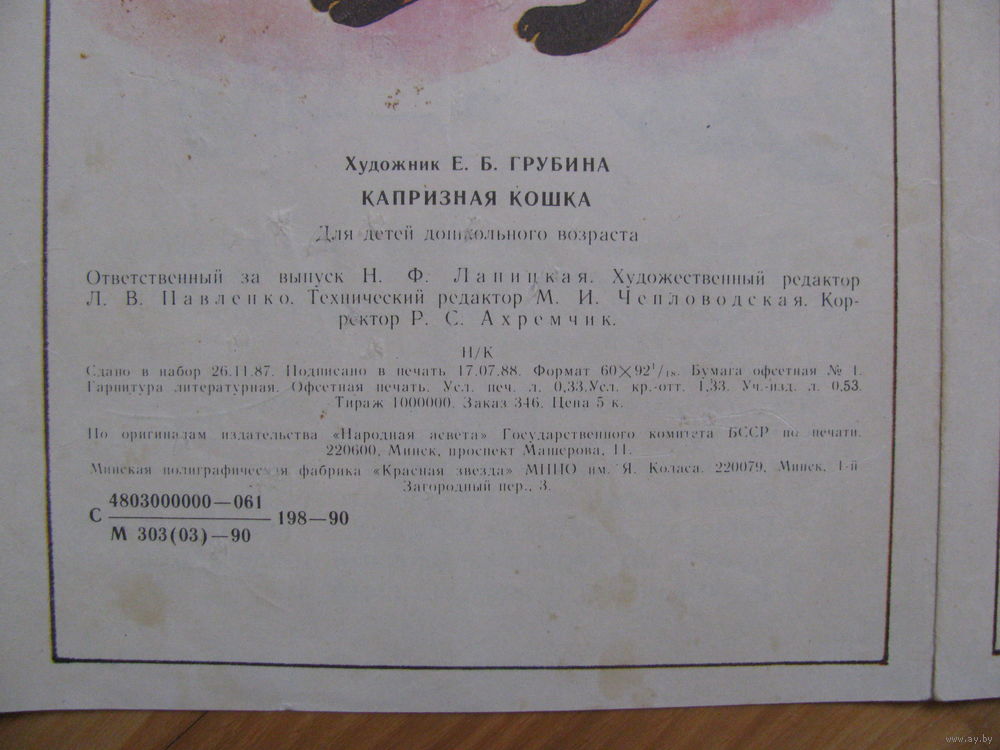 Художник Е. Б. ГРУБИНА
КАПРИЗНАЯ КОШКА
Для детей дошкольного возраста
Ответственный за выпуск Н. Ф. Лапицкая. Художественный редактор
Л. В. Павленко. Технический редактор М. И. Чепловодская. Кор-
ректор Р. С. Ахремчик.
Н/К
Сдано в набор 26.11.87. Подписано в печать 17.07.88. Формат 60×92¹/₁₈. Бумага офсетная № 1.
Гарнитура литературная. Офсетная печать. Усл. печ. л. 0,33.Усл. кр.-отт. 1,33. Уч.-изд. л. 0,53.
Тираж 1000000. Заказ 346. Цена 5 к.
По оригиналам издательства «Народная асвета» Государственного комитета БССР по печати.
220600, Минск, проспект Машерова, 11.
Минская полиграфическая фабрика «Красная звезда» МППО им. Я. Коласа. 220079, Минск, 1-й
Загородный пер., 3.
С 4803000000—061
М 303(03)—90 198—90
www.ay.by